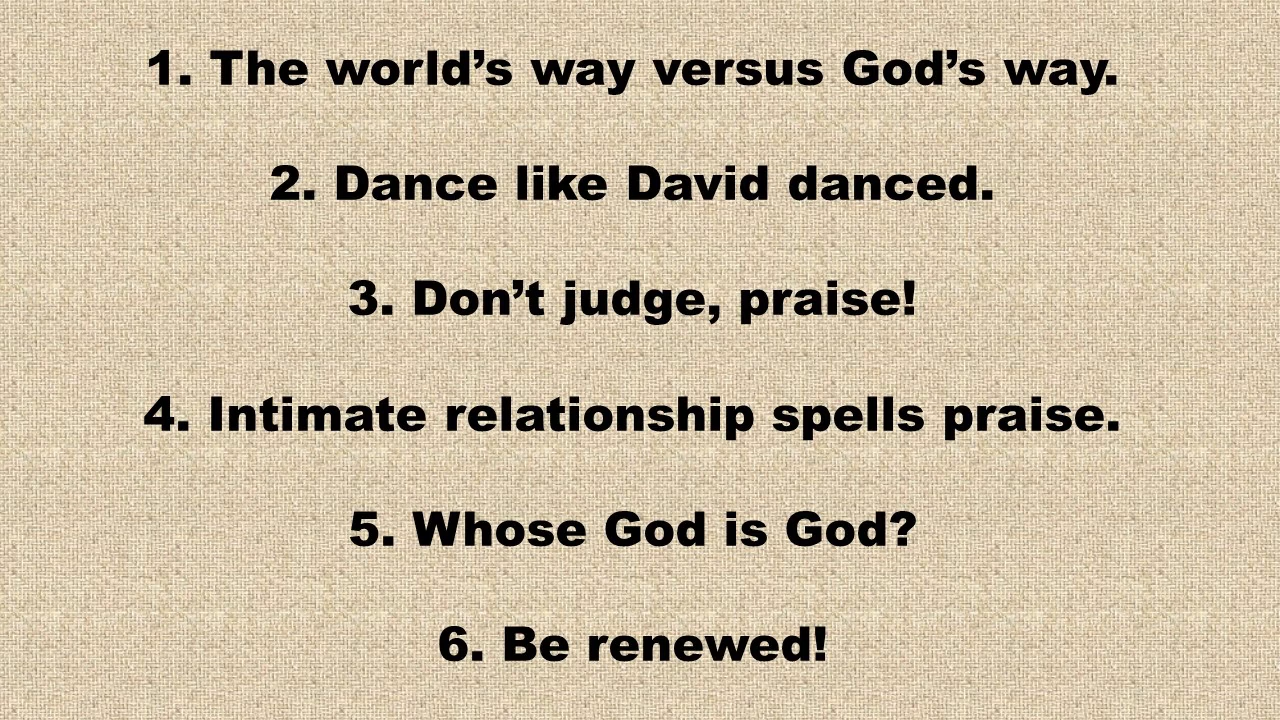 1. The world’s way versus God’s way.
2. Dance like David danced.
3. Don’t judge, praise!
4. Intimate relationship spells praise.
5. Whose God is God?
6. Be renewed!